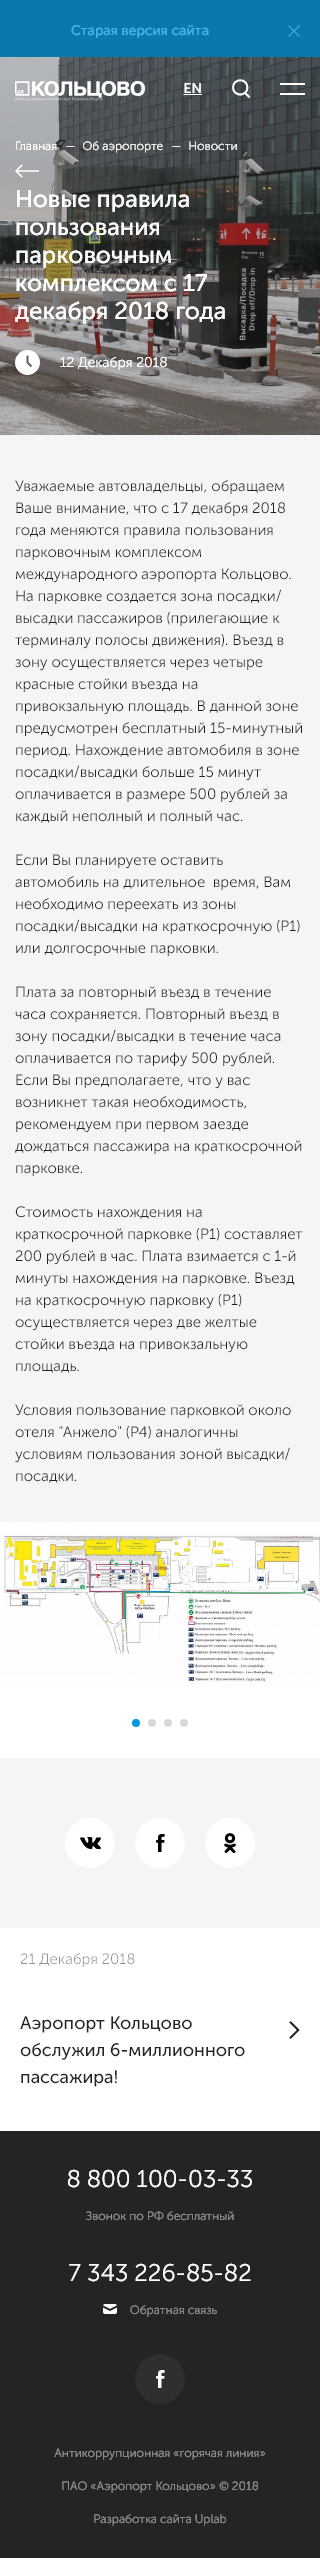 Старая версия сайта
КОЛЬЦОВО
EN
Главная — Об аэропорте — Новости
Новые правила
пользования
парковочным
комплексом с 17
декабря 2018 года
12 Декабря 2018
Высадка/Посадка
Drop off/Drop in
Уважаемые автовладельцы, обращаем
Ваше внимание, что с 17 декабря 2018
года меняются правила пользования
парковочным комплексом
международного аэропорта Кольцово.
На парковке создается зона посадки/
высадки пассажиров (прилегающие к
терминалу полосы движения). Въезд в
зону осуществляется через четыре
красные стойки въезда на
привокзальную площадь. В данной зоне
предусмотрен бесплатный 15-минутный
период. Нахождение автомобиля в зоне
посадки/высадки больше 15 минут
оплачивается в размере 500 рублей за
каждый неполный и полный час.
Если Вы планируете оставить
автомобиль на длительное  время, Вам
необходимо переехать из зоны
посадки/высадки на краткосрочную (P1)
или долгосрочные парковки.
Плата за повторный въезд в течение
часа сохраняется. Повторный въезд в
зону посадки/высадки в течение часа
оплачивается по тарифу 500 рублей.
Если Вы предполагаете, что у вас
возникнет такая необходимость,
рекомендуем при первом заезде
дождаться пассажира на краткосрочной
парковке.
Стоимость нахождения на
краткосрочной парковке (P1) составляет
200 рублей в час. Плата взимается с 1-й
минуты нахождения на парковке. Въезд
на краткосрочную парковку (P1)
осуществляется через две желтые
стойки въезда на привокзальную
площадь.
Условия пользование парковкой около
отеля "Анжело" (P4) аналогичны
условиям пользования зоной высадки/
посадки.
21 Декабря 2018
Аэропорт Кольцово
обслужил 6-миллионного
пассажира!
8 800 100-03-33
Звонок по РФ бесплатный
7 343 226-85-82
Обратная связь
Антикоррупционная «горячая линия»
ПАО «Аэропорт Кольцово» © 2018
Разработка сайта Uplab